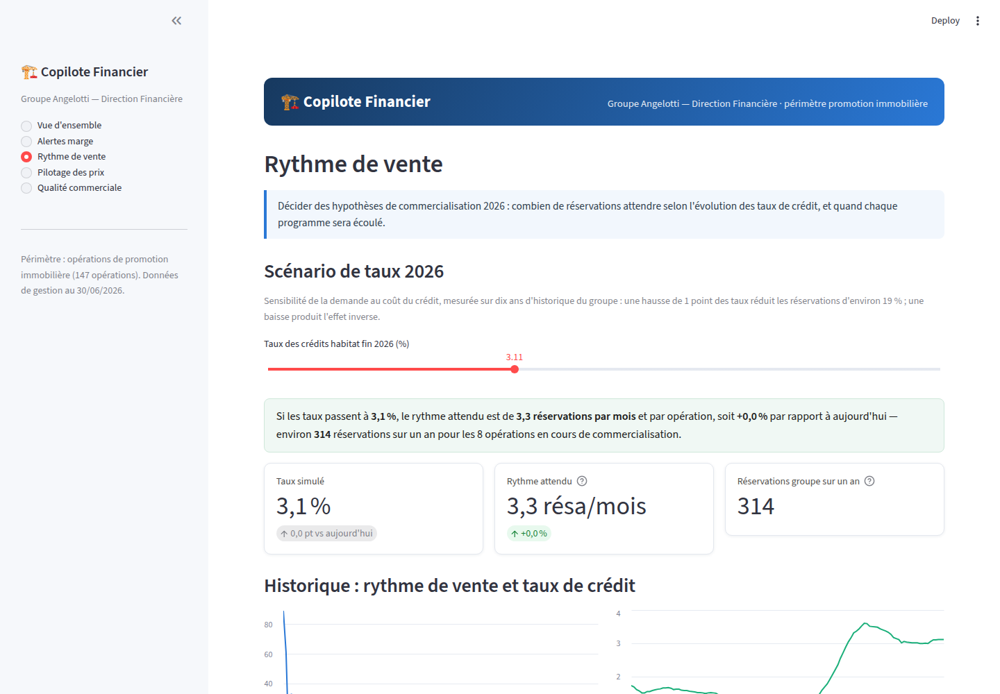 Deploy
🏗️ Copilote Financier
Groupe Angelotti — Direction Financière
Vue d'ensemble
Alertes marge
Rythme de vente
Pilotage des prix
Qualité commerciale
Périmètre : opérations de promotion
immobilière (147 opérations). Données
de gestion au 30/06/2026.
🏗️ Copilote Financier
Groupe Angelotti — Direction Financière · périmètre promotion immobilière
Rythme de vente
Décider des hypothèses de commercialisation 2026 : combien de réservations attendre selon l'évolution des taux de crédit, et quand chaque
programme sera écoulé.
Scénario de taux 2026
Sensibilité de la demande au coût du crédit, mesurée sur dix ans d'historique du groupe : une hausse de 1 point des taux réduit les réservations d'environ 19 % ; une
baisse produit l'effet inverse.
Taux des crédits habitat fin 2026 (%)
3.11
Si les taux passent à 3,1 %, le rythme attendu est de 3,3 réservations par mois et par opération, soit +0,0 % par rapport à aujourd'hui —
environ 314 réservations sur un an pour les 8 opérations en cours de commercialisation.
Taux simulé
3,1 %
↑ 0,0 pt vs aujourd'hui
Rythme attendu
3,3 résa/mois
↑ +0,0 %
Réservations groupe sur un an
314
Historique : rythme de vente et taux de crédit
80
60
40
4
3
2